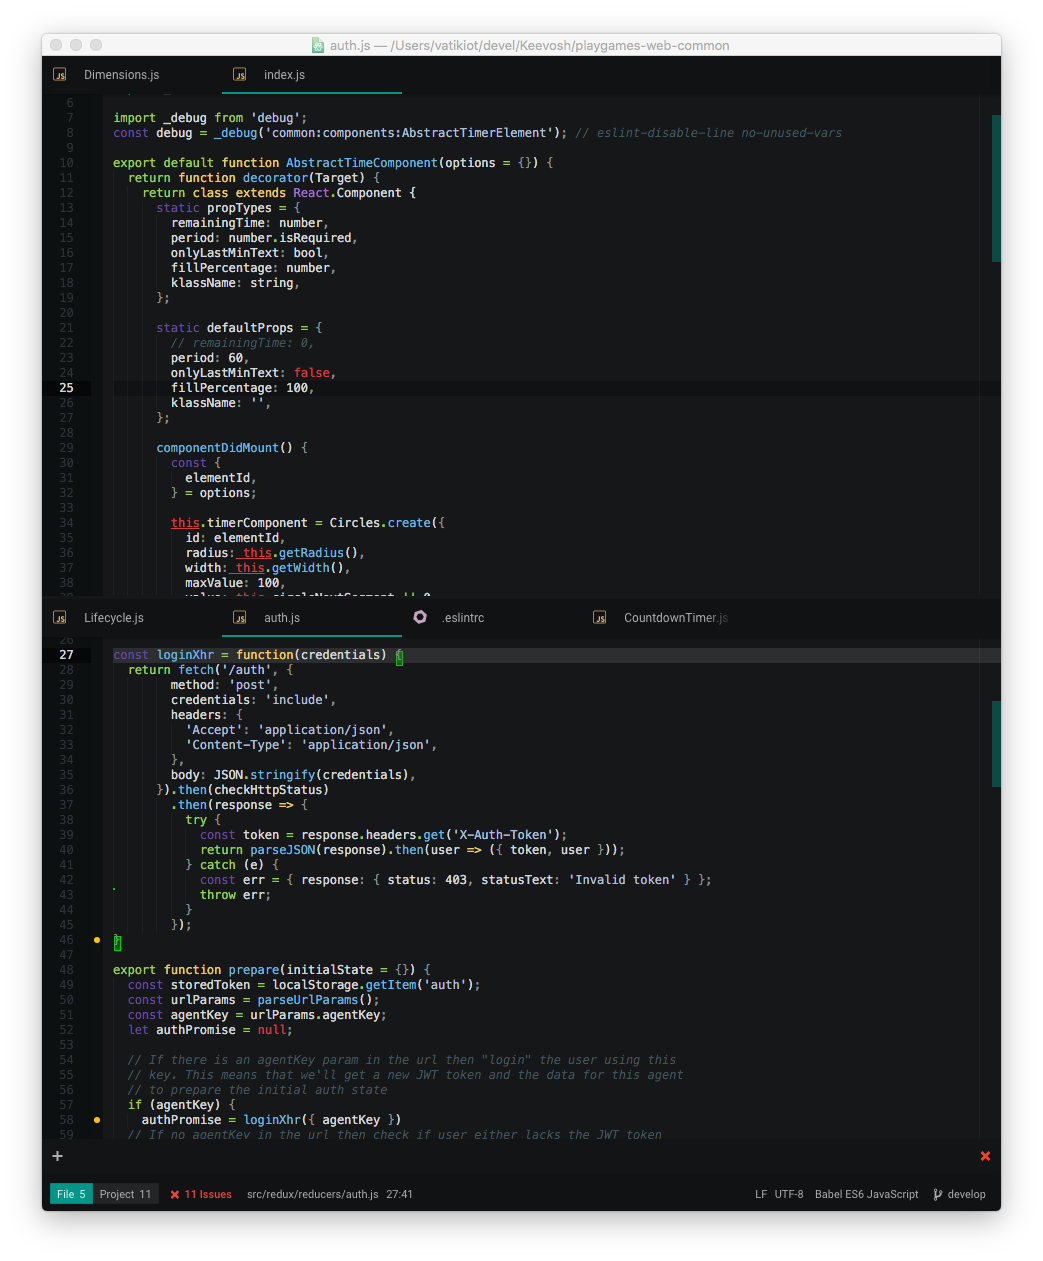 auth.js — /Users/vatikiot/devel/Keevosh/playgames-web-common
JS Dimensions.js JS index.js
6
7 import _debug from 'debug';
8 const debug = _debug('common:components:AbstractTimerElement'); // eslint-disable-line no-unused-vars
9
10 export default function AbstractTimeComponent(options = {}) {
11 return function decorator(Target) {
12 return class extends React.Component {
13 static propTypes = {
14 remainingTime: number,
15 period: number.isRequired,
16 onlyLastMinText: bool,
17 fillPercentage: number,
18 klassName: string,
19 };
20
21 static defaultProps = {
22 // remainingTime: 0,
23 period: 60,
24 onlyLastMinText: false,
25 fillPercentage: 100,
26 klassName: '',
27 };
28
29 componentDidMount() {
30 const {
31 elementId,
32 } = options;
33
34 this.timerComponent = Circles.create({
35 id: elementId,
36 radius: this.getRadius(),
37 width: this.getWidth(),
38 maxValue: 100,
39 value: this.circleNextSegment || 0
JS Lifecycle.js JS auth.js .eslintrc JS CountdownTimer.js
26
27 const loginXhr = function(credentials) {
28 return fetch('/auth', {
29 method: 'post',
30 credentials: 'include',
31 headers: {
32 'Accept': 'application/json',
33 'Content-Type': 'application/json',
34 },
35 body: JSON.stringify(credentials),
36 }).then(checkHttpStatus)
37 .then(response => {
38 try {
39 const token = response.headers.get('X-Auth-Token');
40 return parseJSON(response).then(user => ({ token, user }));
41 } catch (e) {
42 const err = { response: { status: 403, statusText: 'Invalid token' } };
43 throw err;
44 }
45 });
46 }
47
48 export function prepare(initialState = {}) {
49 const storedToken = localStorage.getItem('auth');
50 const urlParams = parseUrlParams();
51 const agentKey = urlParams.agentKey;
52 let authPromise = null;
53
54 // If there is an agentKey param in the url then "login" the user using this
55 // key. This means that we'll get a new JWT token and the data for this agent
56 // to prepare the initial auth state
57 if (agentKey) {
58 authPromise = loginXhr({ agentKey })
59 // If no agentKey in the url then check if user either lacks the JWT token
+
File 5 Project 11 11 Issues src/redux/reducers/auth.js 27:41 LF UTF-8 Babel ES6 JavaScript develop